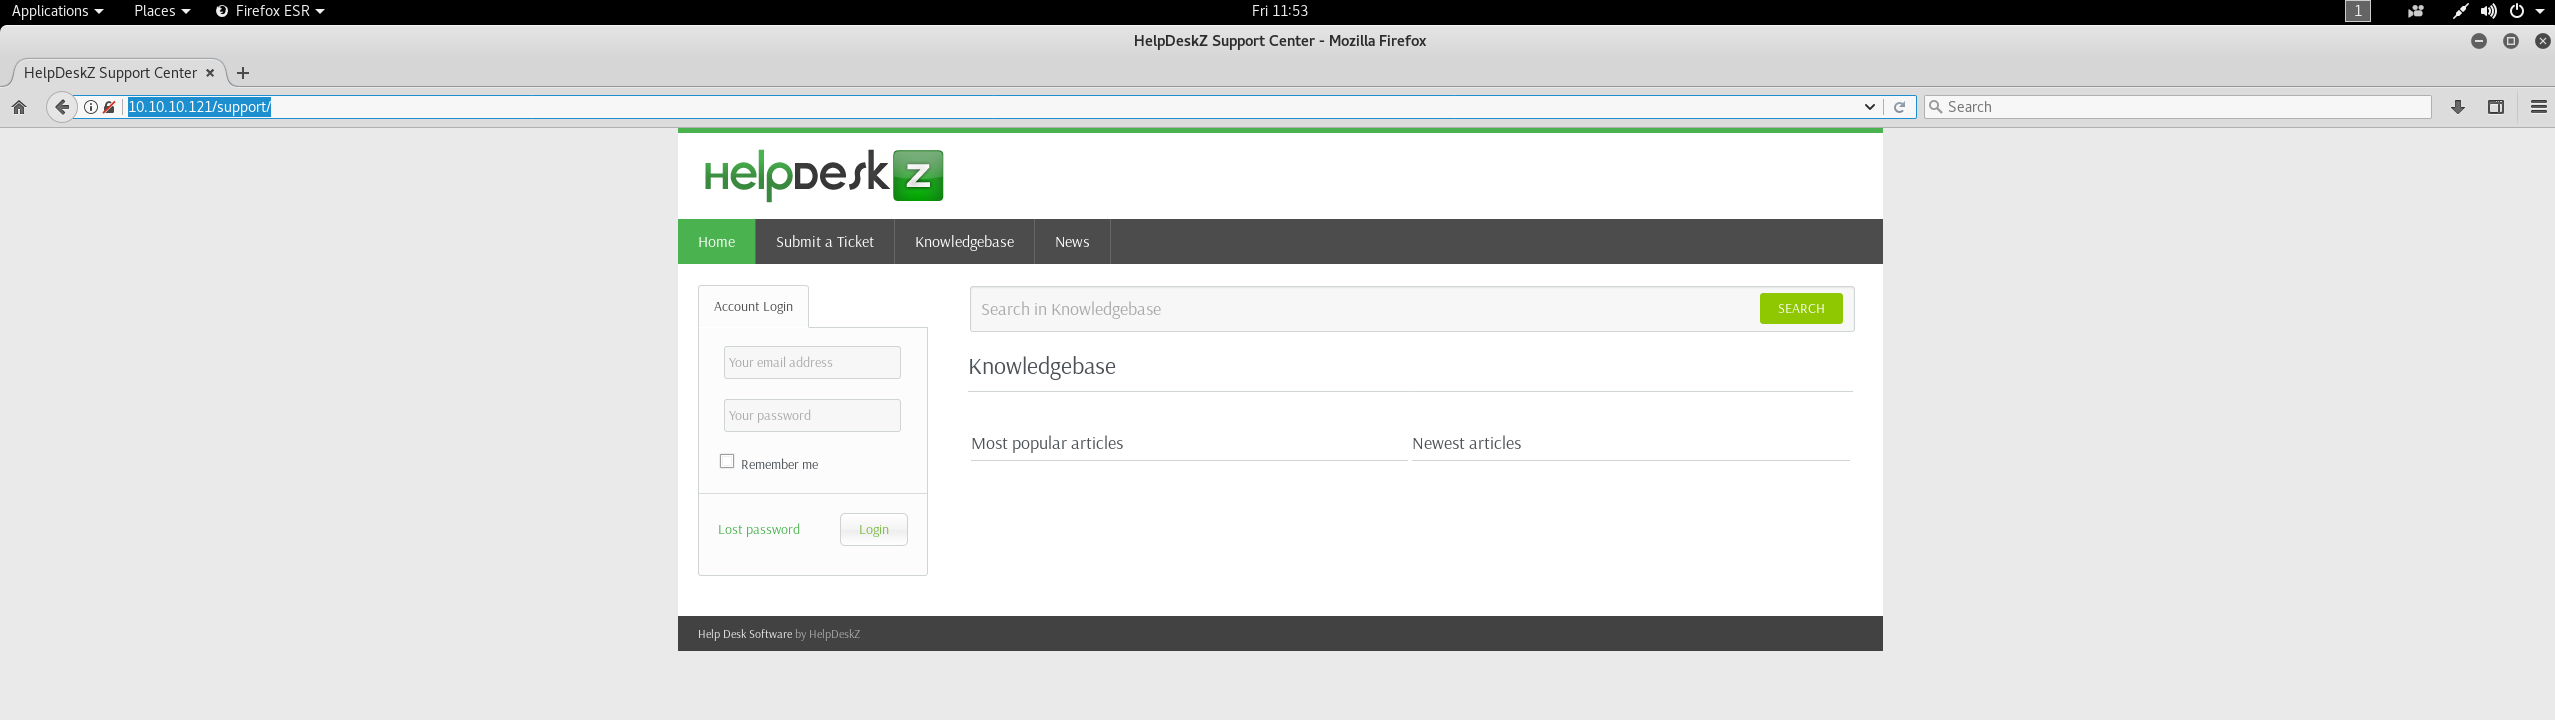 Applications Places Firefox ESR Fri 11:53 1
HelpDeskZ Support Center - Mozilla Firefox
HelpDeskZ Support Center
10.10.10.121/support/ Search
HelpDesk Z
Home Submit a Ticket Knowledgebase News
Account Login
Your email address
Your password
Remember me
Lost password Login
Search in Knowledgebase SEARCH
Knowledgebase
Most popular articles Newest articles
Help Desk Software by HelpDeskZ